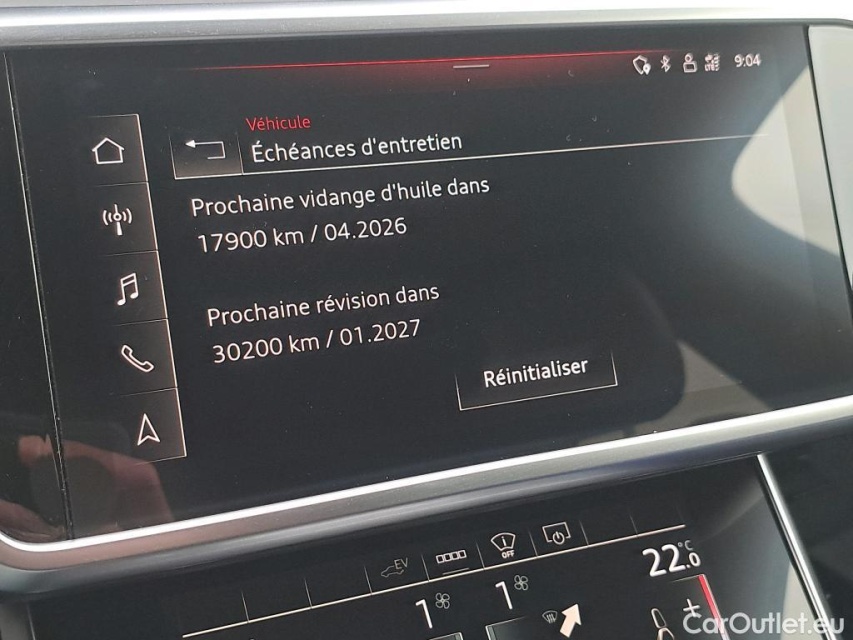 9:04
Véhicule
Échéances d'entretien
Prochaine vidange d'huile dans
17900 km / 04.2026
Prochaine révision dans
30200 km / 01.2027
Réinitialiser
EV
OFF
1
1
22.0 °C
+
CarOutlet.eu